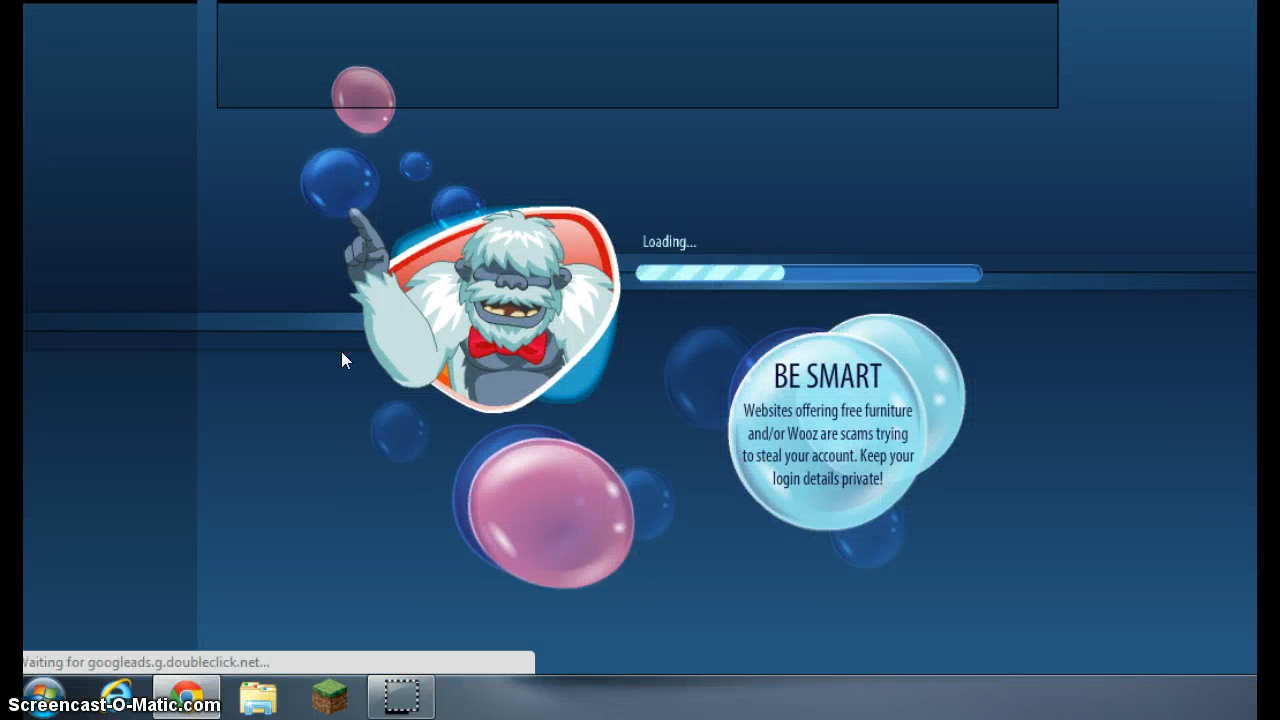 Loading...
BE SMART
Websites offering free furniture
and/or Wooz are scams trying
to steal your account. Keep your
login details private!
Waiting for googleads.g.doubleclick.net...
Screencast-O-Matic.com